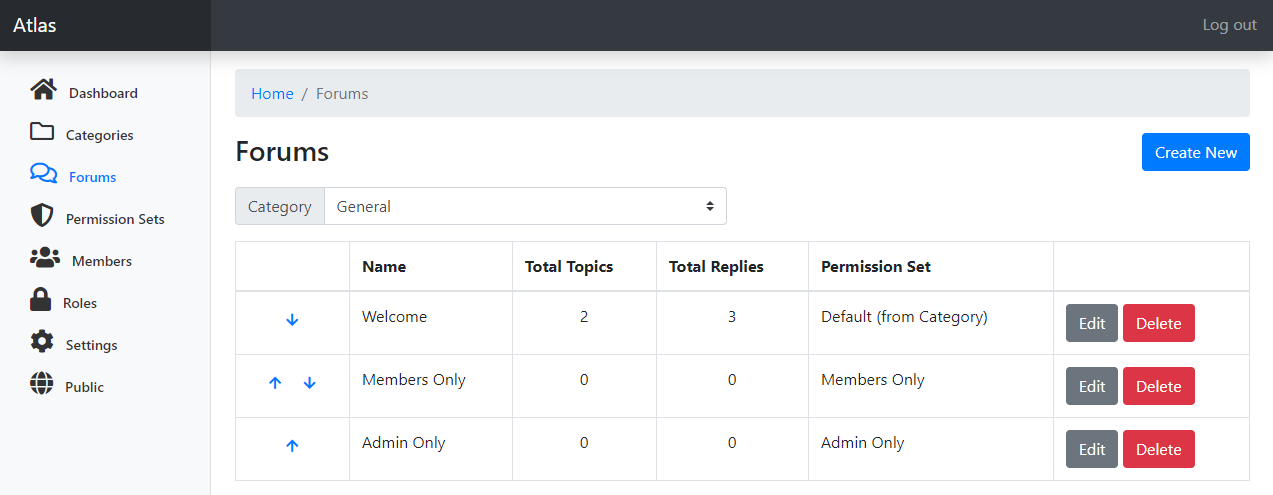 Atlas
Log out
Dashboard
Categories
Forums
Permission Sets
Members
Roles
Settings
Public
Home / Forums
Forums
Create New
Category General
Name Total Topics Total Replies Permission Set
Welcome 2 3 Default (from Category) Edit Delete
Members Only 0 0 Members Only Edit Delete
Admin Only 0 0 Admin Only Edit Delete